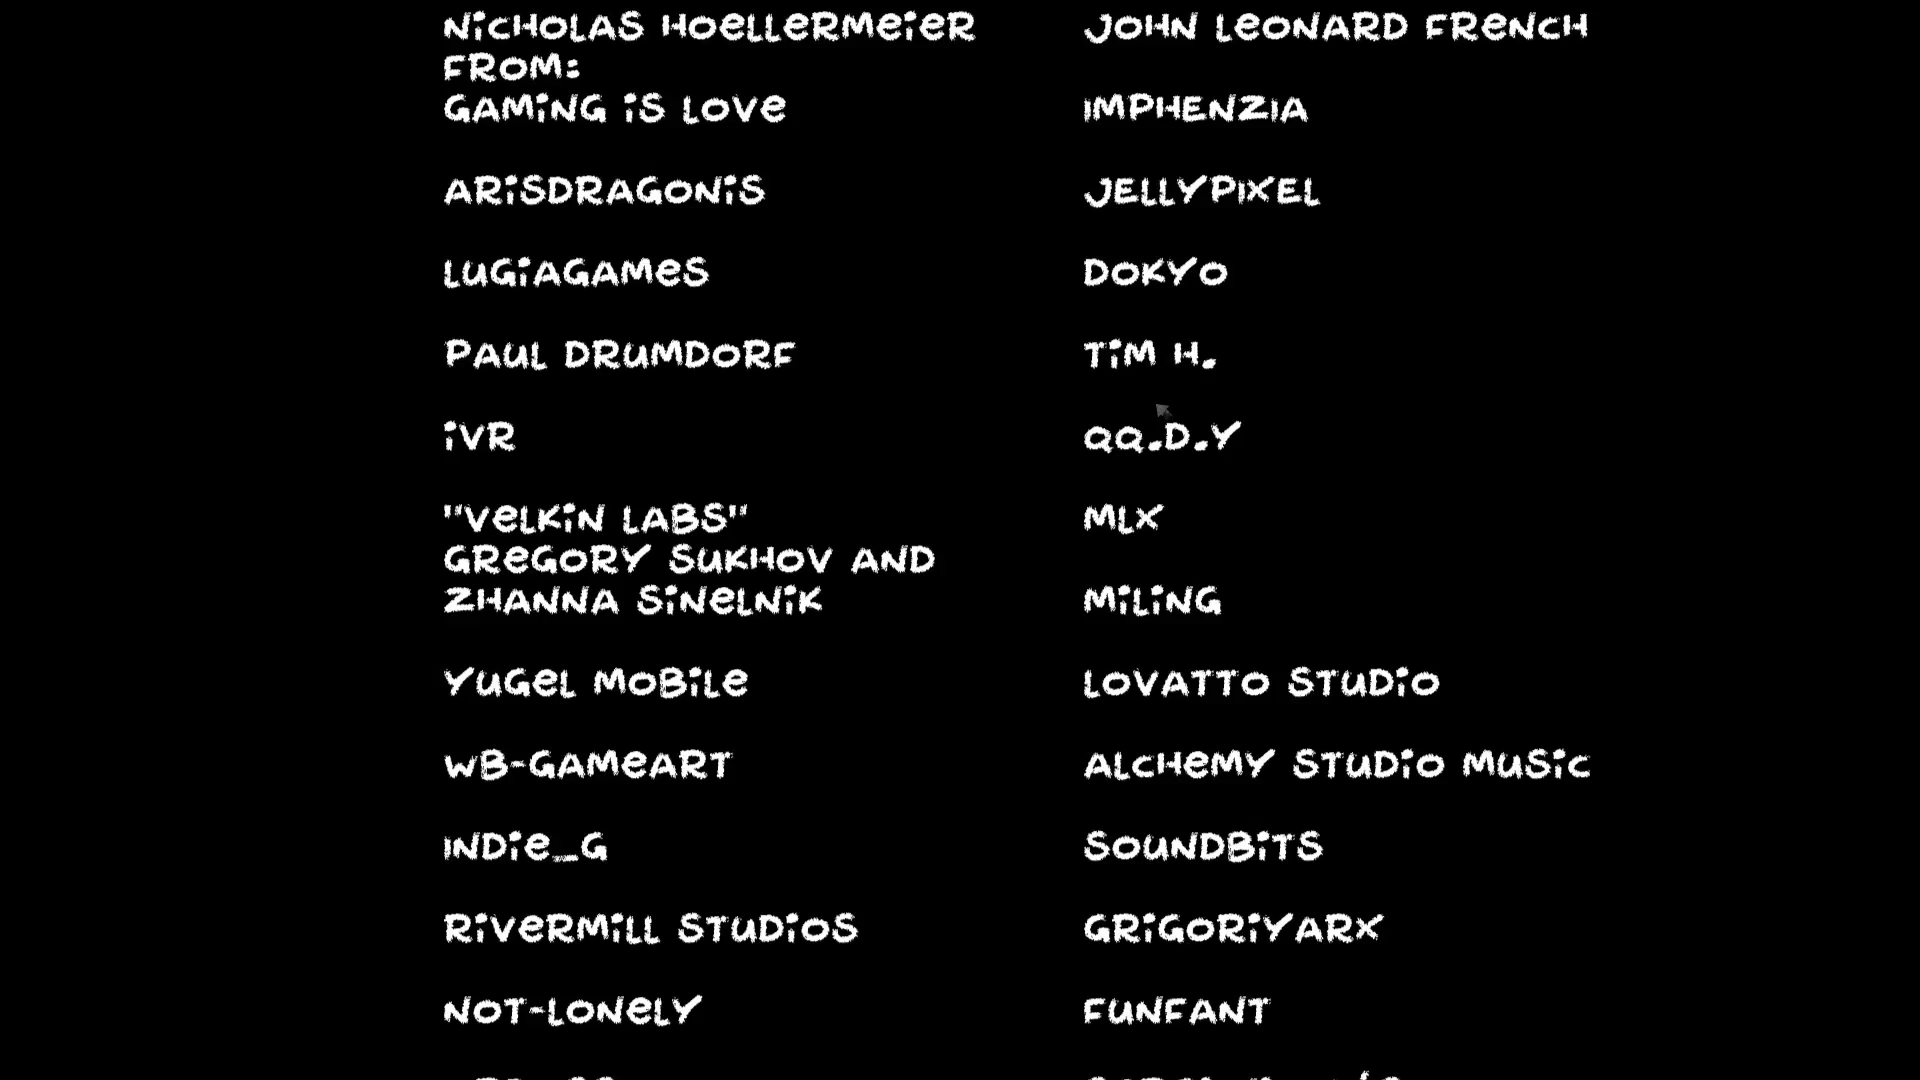 NiCHOLAS HOeLLeRMeieR
FROM:
GAMiNG iS LOVe
ARiSDRAGONiS
LuGiAGAMeS
PAuL DRuMDORF
iVR
"VeLKiN LABS"
GReGORY SuKHOV AND
ZHANNA SiNeLNiK
YuGeL MOBiLe
WB-GAMeART
INDie_G
RiVeRMiLL STuDiOS
NOT-LONeLY
JOHN LeONARD FReNCH
IMPHENZIA
JELLYPIXEL
DOKYO
TiM H.
QQ.D.Y
MLX
MiLiNG
LOVATTO STuDiO
ALCHeMY STuDiO MuSiC
SOuNDBiTS
GRiGORiYARX
FuNFANT